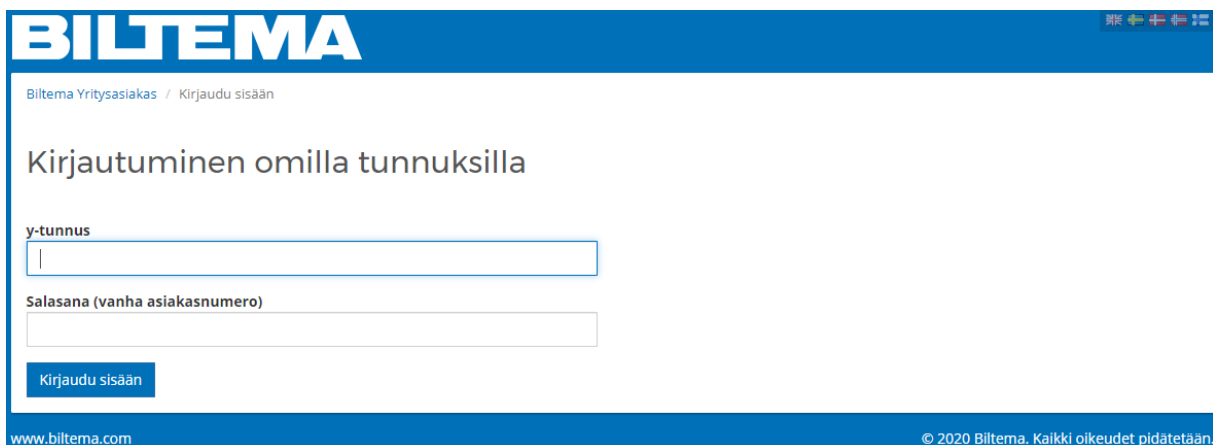 BILTEMA
Biltema Yritysasiakas / Kirjaudu sisään
Kirjautuminen omilla tunnuksilla
y-tunnus
Salasana (vanha asiakasnumero)
Kirjaudu sisään
www.biltema.com © 2020 Biltema. Kaikki oikeudet pidätetään.